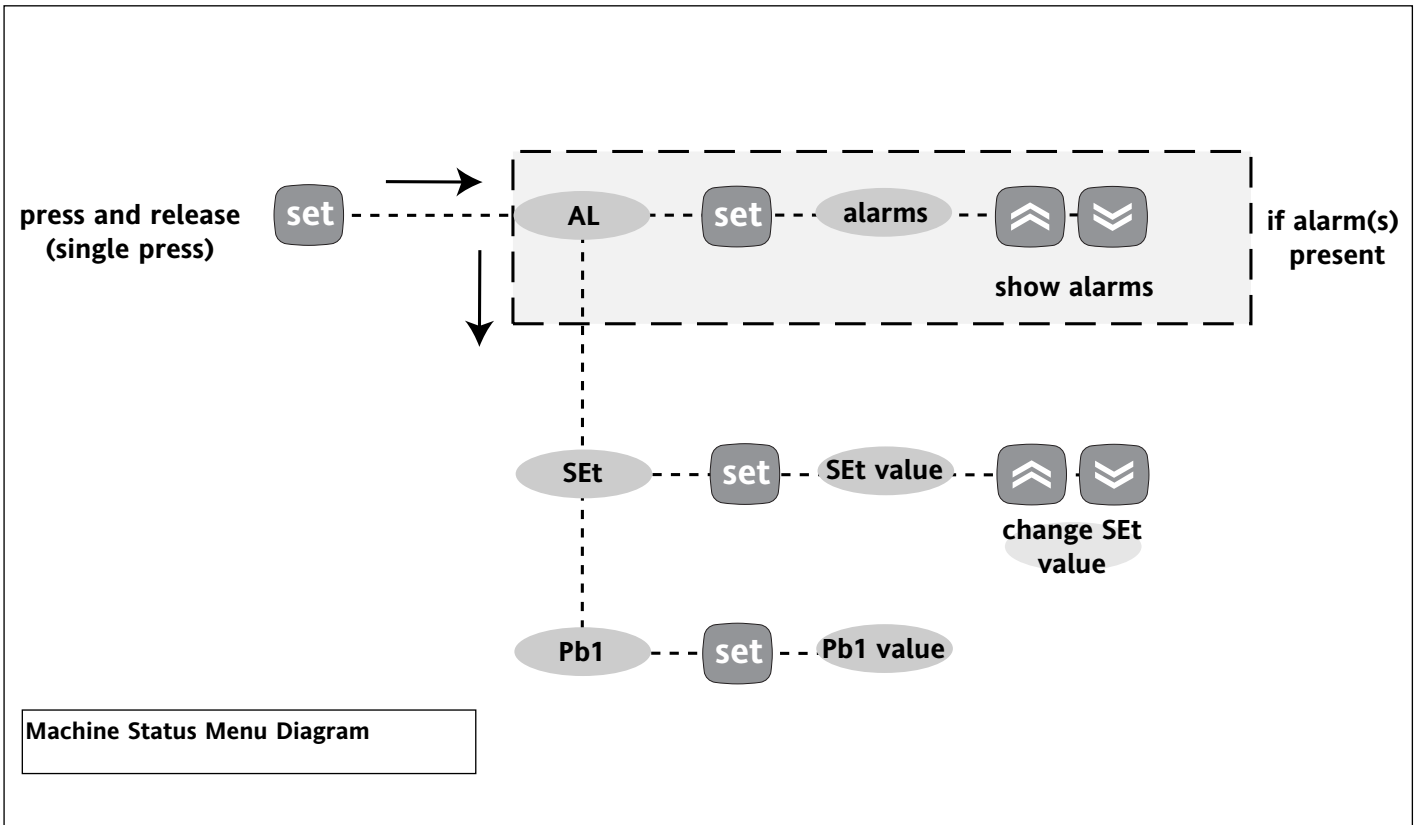 press and release
(single press)
set
AL
set
alarms
show alarms
if alarm(s)
present
SEt
set
SEt value
change SEt
value
Pb1
set
Pb1 value
Machine Status Menu Diagram